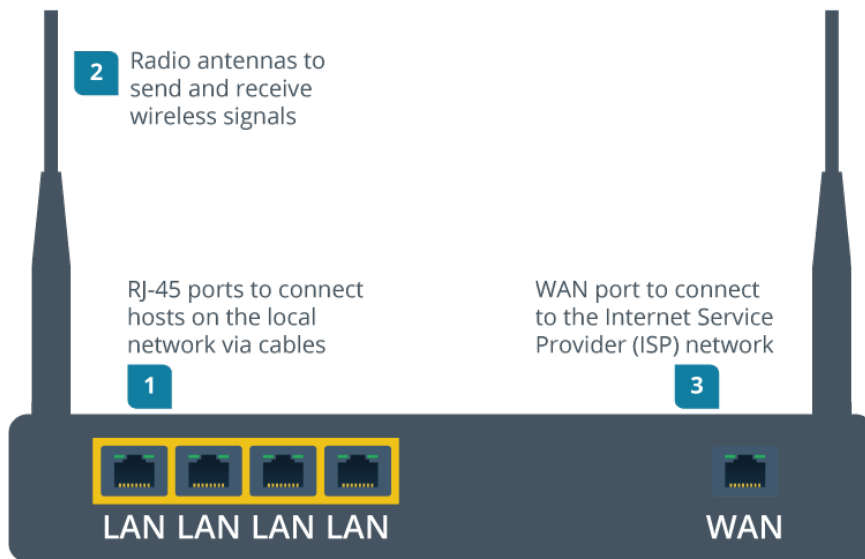 2
Radio antennas to
send and receive
wireless signals
RJ-45 ports to connect
hosts on the local
network via cables
1
WAN port to connect
to the Internet Service
Provider (ISP) network
3
LAN LAN LAN LAN
WAN